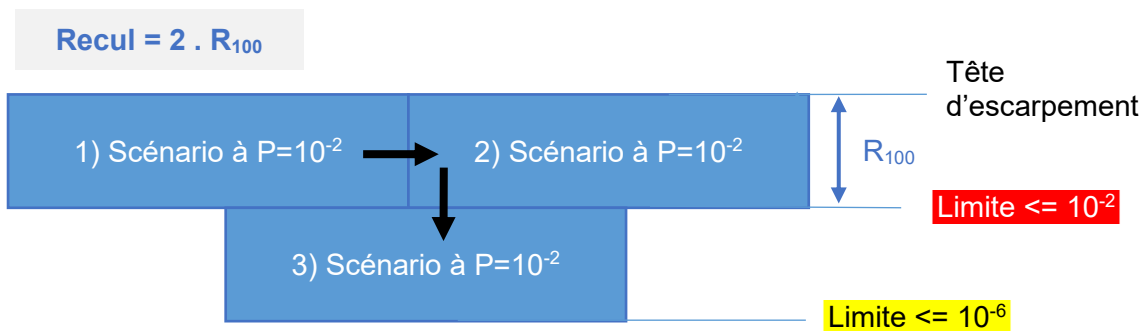 Recul = 2 . R₁₀₀
Tête
d'escarpement
1) Scénario à P=10⁻²
2) Scénario à P=10⁻²
R₁₀₀
Limite <= 10⁻²
3) Scénario à P=10⁻²
Limite <= 10⁻⁶